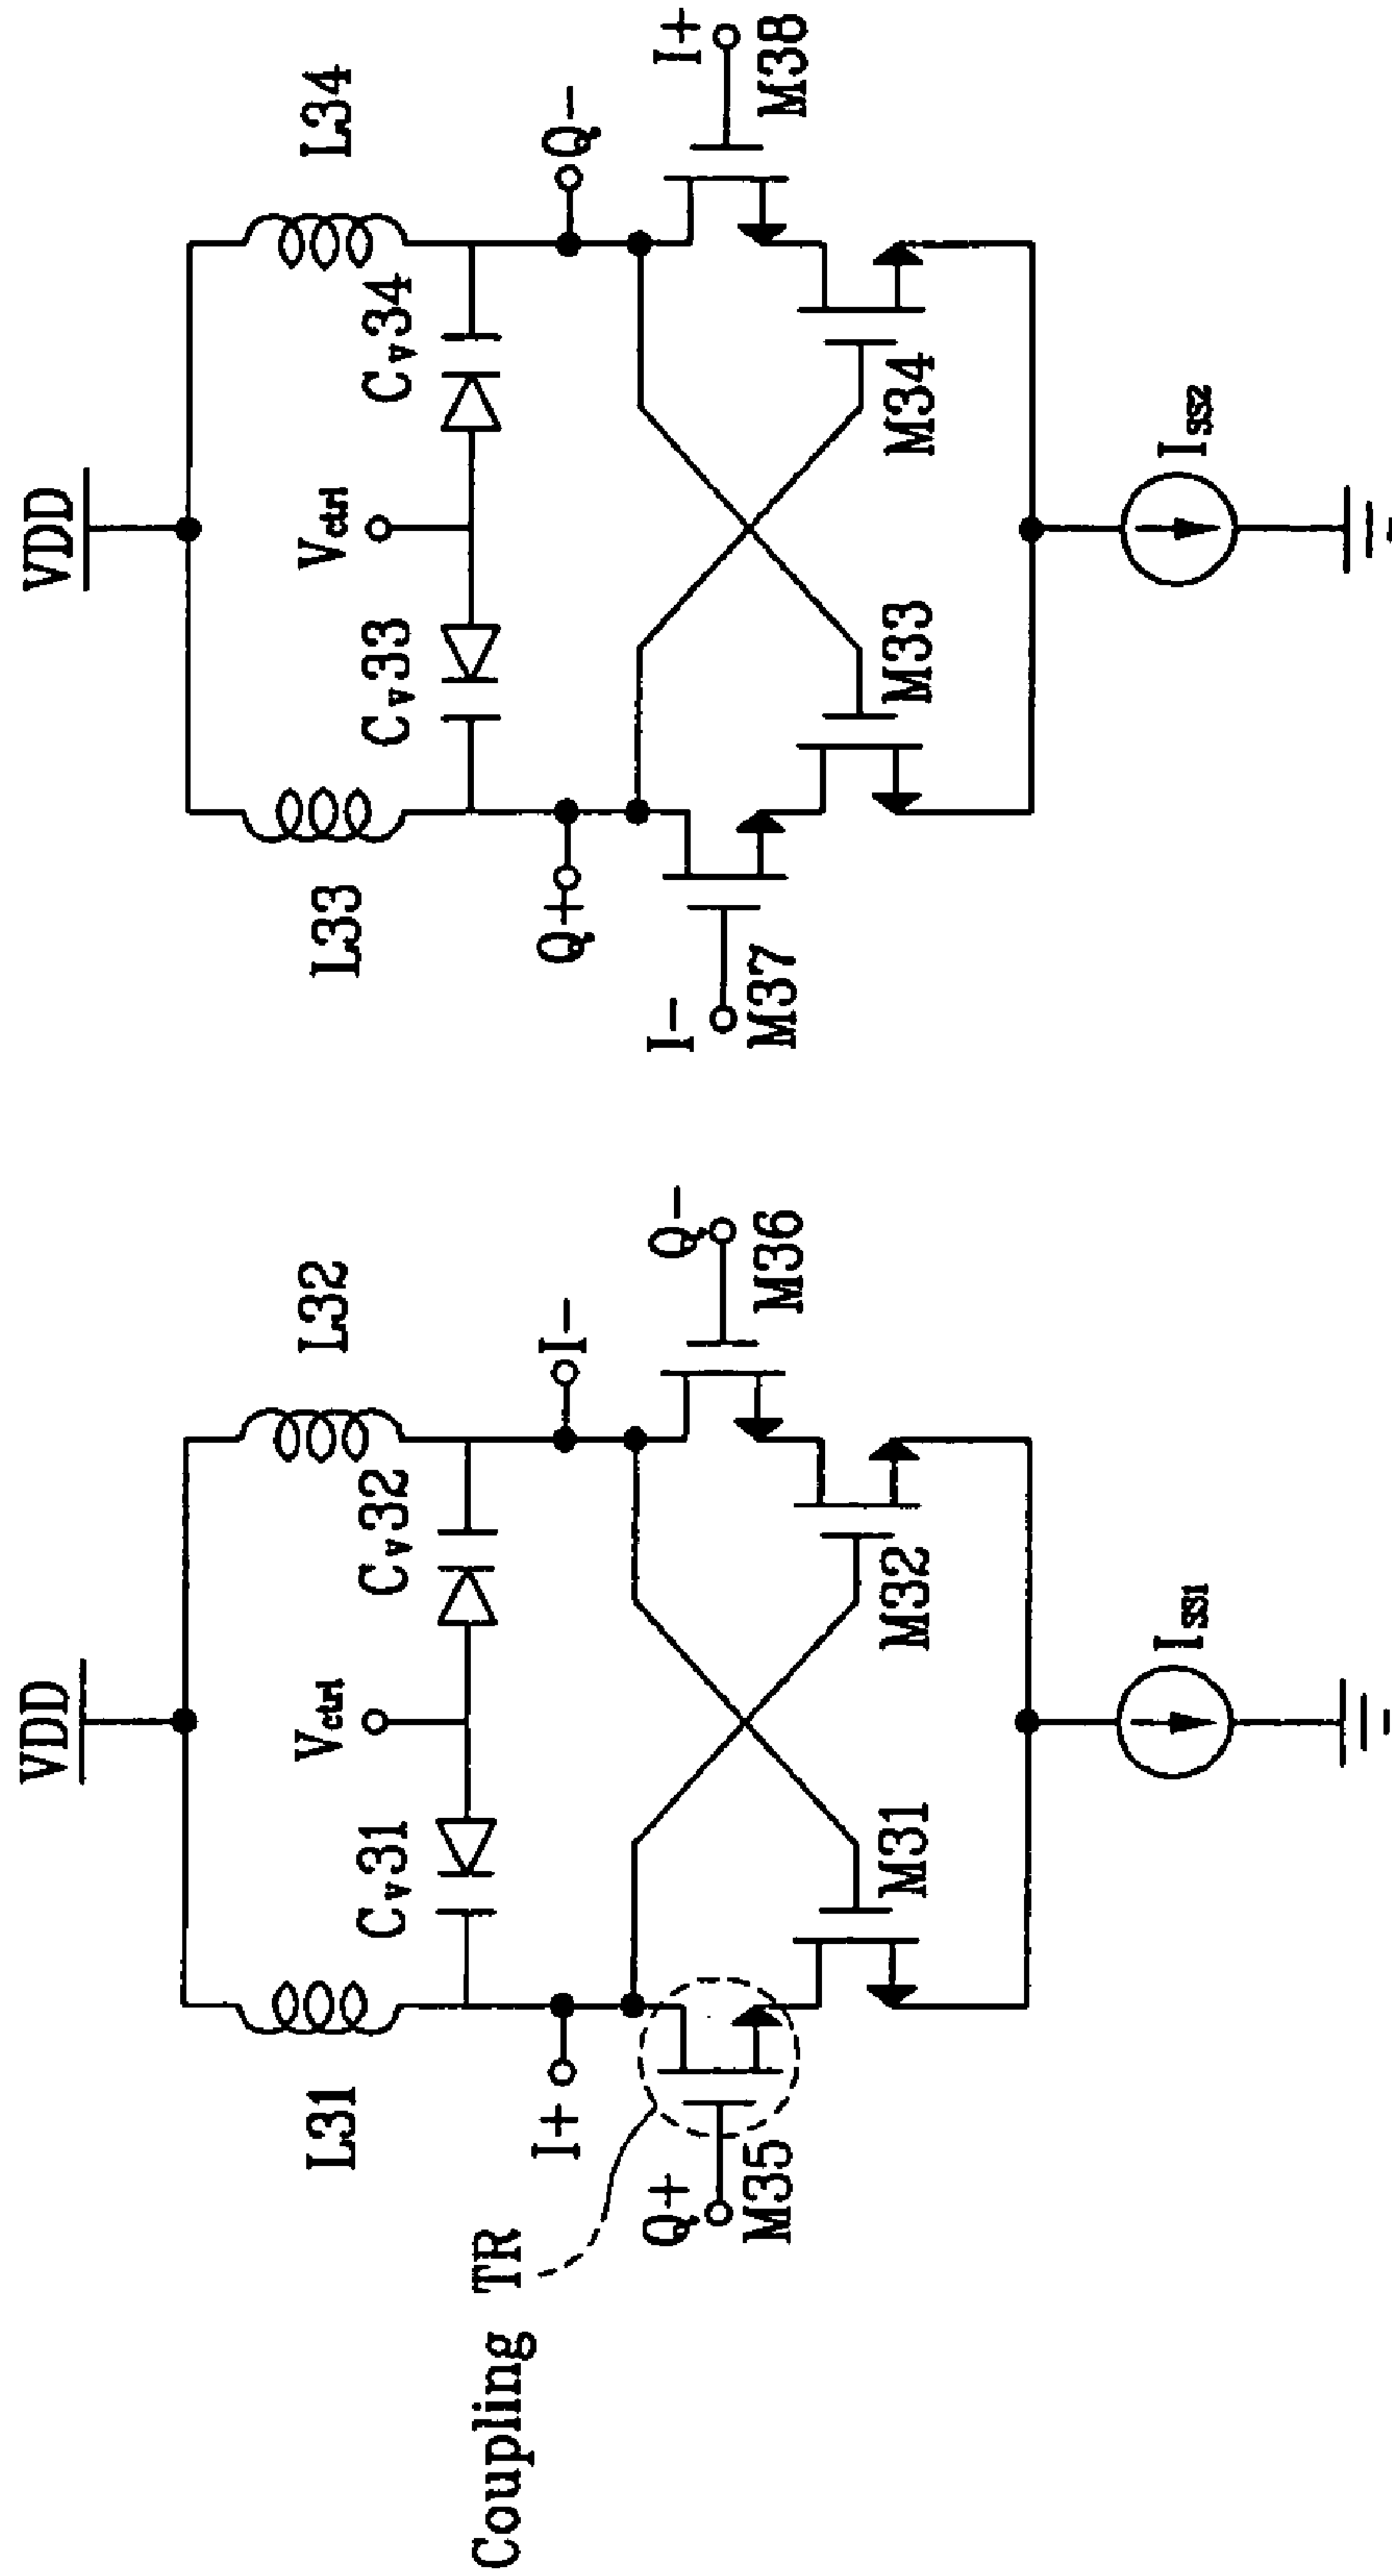 VDD
L31
L32
Vctrl
Cv31
Cv32
I+
I-
Coupling TR
Q+
M35
Q-
M36
M31
M32
ISS1
VDD
L33
L34
Vctrl
Cv33
Cv34
Q+
Q-
I-
M37
I+
M38
M33
M34
ISS2